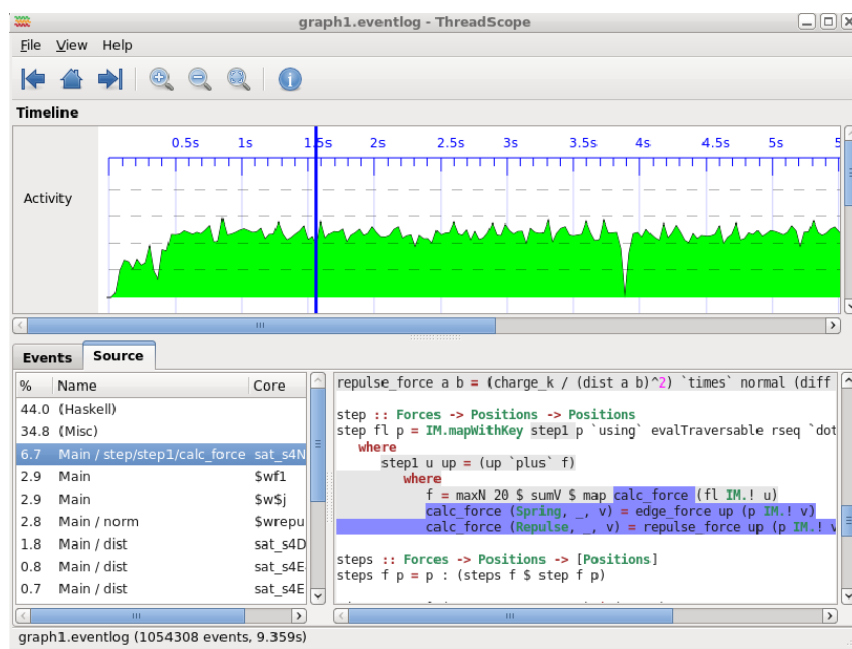 graph1.eventlog - ThreadScope
File View Help
Timeline
0.5s 1s 1.5s 2s 2.5s 3s 3.5s 4s 4.5s 5s 5
Activity
Events Source
% Name Core
44.0 (Haskell)
34.8 (Misc)
6.7 Main / step/step1/calc_force sat_s4N
2.9 Main $wf1
2.9 Main $w$j
2.8 Main / norm $wrepu
1.8 Main / dist sat_s4D
0.8 Main / dist sat_s4E
0.7 Main / dist sat_s4E
repulse_force a b = (charge_k / (dist a b)^2) `times` normal (diff
step :: Forces -> Positions -> Positions
step fl p = IM.mapWithKey step1 p `using` evalTraversable rseq `dot
where
step1 u up = (up `plus` f)
where
f = maxN 20 $ sumV $ map calc_force (fl IM.! u)
calc_force (Spring, _, v) = edge_force up (p IM.! v)
calc_force (Repulse, _, v) = repulse_force up (p IM.! v
steps :: Forces -> Positions -> [Positions]
steps f p = p : (steps f $ step f p)
graph1.eventlog (1054308 events, 9.359s)